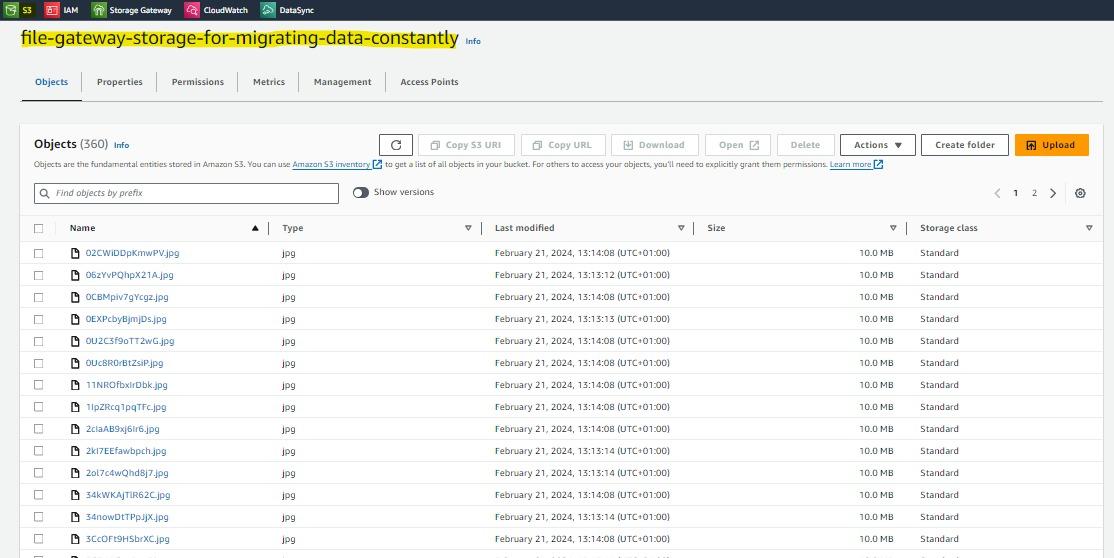 S3 IAM Storage Gateway CloudWatch DataSync
file-gateway-storage-for-migrating-data-constantly Info
Objects Properties Permissions Metrics Management Access Points
Objects (360) Info Copy S3 URI Copy URL Download Open Delete Actions Create folder Upload
Objects are the fundamental entities stored in Amazon S3. You can use Amazon S3 inventory to get a list of all objects in your bucket. For others to access your objects, you'll need to explicitly grant them permissions. Learn more
Find objects by prefix Show versions 1 2
Name Type Last modified Size Storage class
02CWiDDpKmwPV.jpg jpg February 21, 2024, 13:14:08 (UTC+01:00) 10.0 MB Standard
06zYvPQhpX21A.jpg jpg February 21, 2024, 13:13:12 (UTC+01:00) 10.0 MB Standard
0CBMpiv7gYcgz.jpg jpg February 21, 2024, 13:14:08 (UTC+01:00) 10.0 MB Standard
0EXPcbyBjmjDs.jpg jpg February 21, 2024, 13:13:13 (UTC+01:00) 10.0 MB Standard
0U2C3f9oTT2wG.jpg jpg February 21, 2024, 13:14:08 (UTC+01:00) 10.0 MB Standard
0Uc8R0rBtZsiP.jpg jpg February 21, 2024, 13:14:08 (UTC+01:00) 10.0 MB Standard
11NROfbxIrDbk.jpg jpg February 21, 2024, 13:14:08 (UTC+01:00) 10.0 MB Standard
1IpZRcq1pqTFc.jpg jpg February 21, 2024, 13:14:08 (UTC+01:00) 10.0 MB Standard
2cIaAB9xj6Ir6.jpg jpg February 21, 2024, 13:14:08 (UTC+01:00) 10.0 MB Standard
2kI7EEfawbpch.jpg jpg February 21, 2024, 13:13:14 (UTC+01:00) 10.0 MB Standard
2ol7c4wQhd8j7.jpg jpg February 21, 2024, 13:13:14 (UTC+01:00) 10.0 MB Standard
34kWKAjTlR62C.jpg jpg February 21, 2024, 13:14:08 (UTC+01:00) 10.0 MB Standard
34nowDtTPpJjX.jpg jpg February 21, 2024, 13:13:14 (UTC+01:00) 10.0 MB Standard
3CcOFt9HSbrXC.jpg jpg February 21, 2024, 13:14:08 (UTC+01:00) 10.0 MB Standard